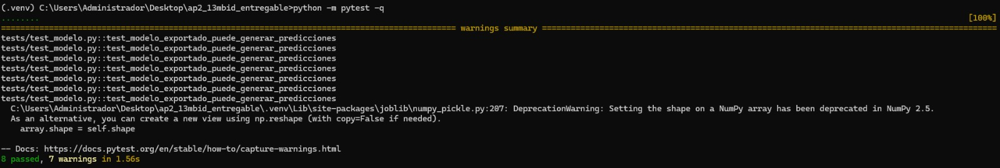 (.venv) C:\Users\Administrador\Desktop\ap2_13mbid_entregable>python -m pytest -q
........ [100%]
============================================================================================= warnings summary =============================================================================================
tests/test_modelo.py::test_modelo_exportado_puede_generar_predicciones
tests/test_modelo.py::test_modelo_exportado_puede_generar_predicciones
tests/test_modelo.py::test_modelo_exportado_puede_generar_predicciones
tests/test_modelo.py::test_modelo_exportado_puede_generar_predicciones
tests/test_modelo.py::test_modelo_exportado_puede_generar_predicciones
tests/test_modelo.py::test_modelo_exportado_puede_generar_predicciones
tests/test_modelo.py::test_modelo_exportado_puede_generar_predicciones
  C:\Users\Administrador\Desktop\ap2_13mbid_entregable\.venv\Lib\site-packages\joblib\numpy_pickle.py:207: DeprecationWarning: Setting the shape on a NumPy array has been deprecated in NumPy 2.5.
  As an alternative, you can create a new view using np.reshape (with copy=False if needed).
    array.shape = self.shape
-- Docs: https://docs.pytest.org/en/stable/how-to/capture-warnings.html
8 passed, 7 warnings in 1.56s